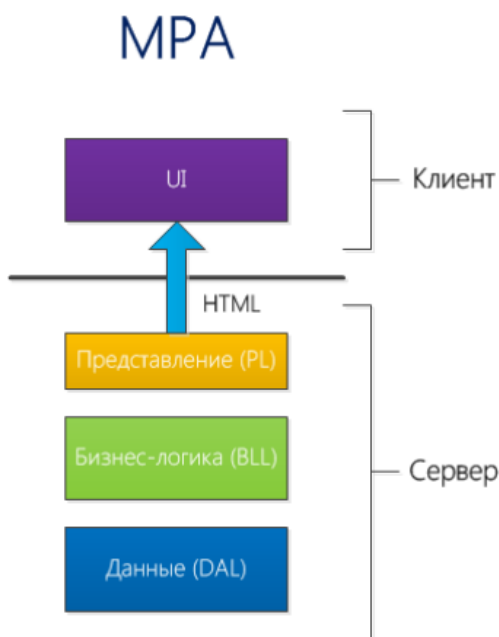 MPA
UI
Клиент
HTML
Представление (PL)
Бизнес-логика (BLL)
Сервер
Данные (DAL)